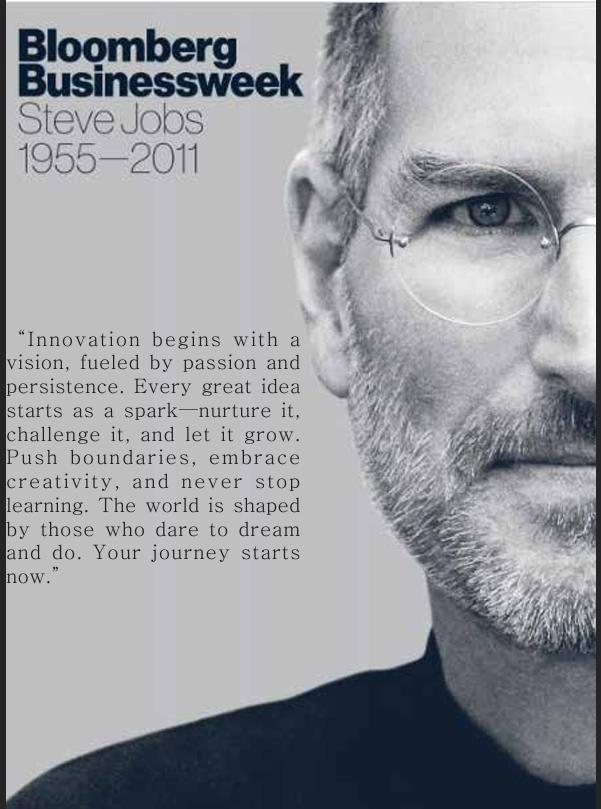 Bloomberg
Businessweek
Steve Jobs
1955—2011
“Innovation begins with a
vision, fueled by passion and
persistence. Every great idea
starts as a spark—nurture it,
challenge it, and let it grow.
Push boundaries, embrace
creativity, and never stop
learning. The world is shaped
by those who dare to dream
and do. Your journey starts
now.”